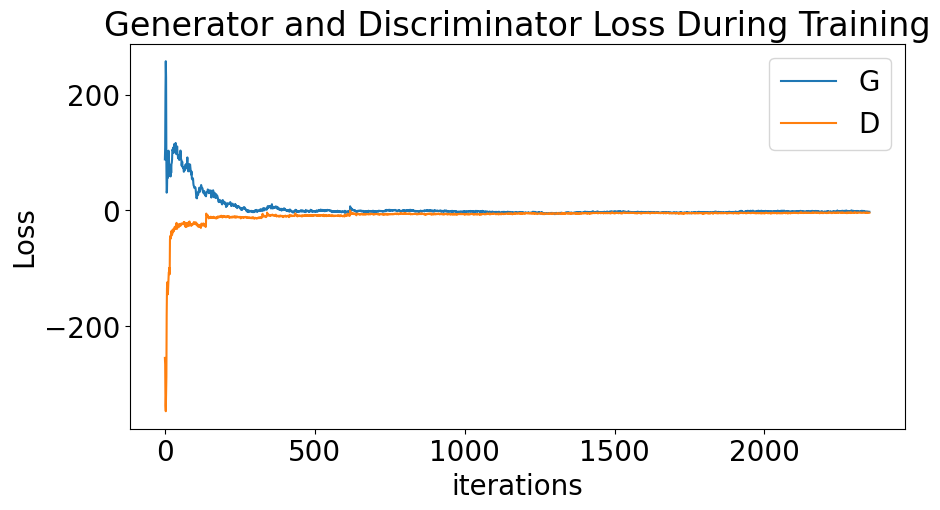 Generator and Discriminator Loss During Training
G
D
200
0
−200
Loss
0 500 1000 1500 2000
iterations